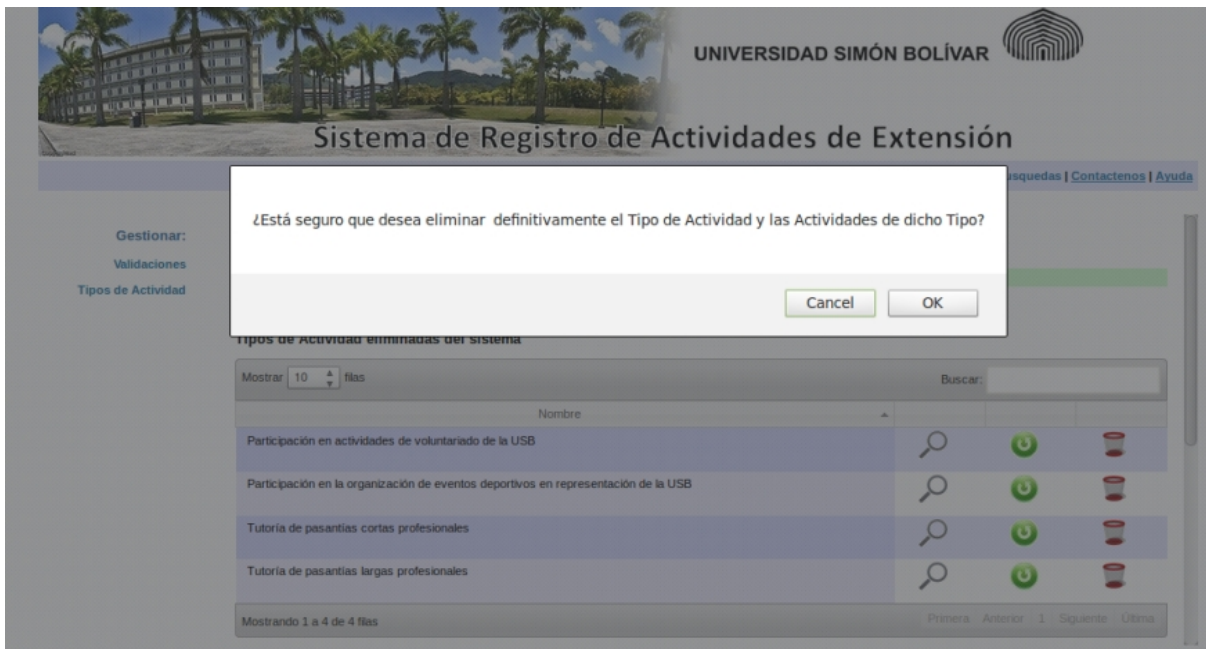 UNIVERSIDAD SIMÓN BOLÍVAR
Sistema de Registro de Actividades de Extensión
usquedas | Contactenos | Ayuda
¿Está seguro que desea eliminar definitivamente el Tipo de Actividad y las Actividades de dicho Tipo?
Cancel OK
Gestionar:
Validaciones
Tipos de Actividad
Tipos de Actividad eliminadas del sistema
Mostrar 10 filas Buscar:
Nombre
Participación en actividades de voluntariado de la USB
Participación en la organización de eventos deportivos en representación de la USB
Tutoría de pasantías cortas profesionales
Tutoría de pasantías largas profesionales
Mostrando 1 a 4 de 4 filas Primera Anterior 1 Siguiente Última